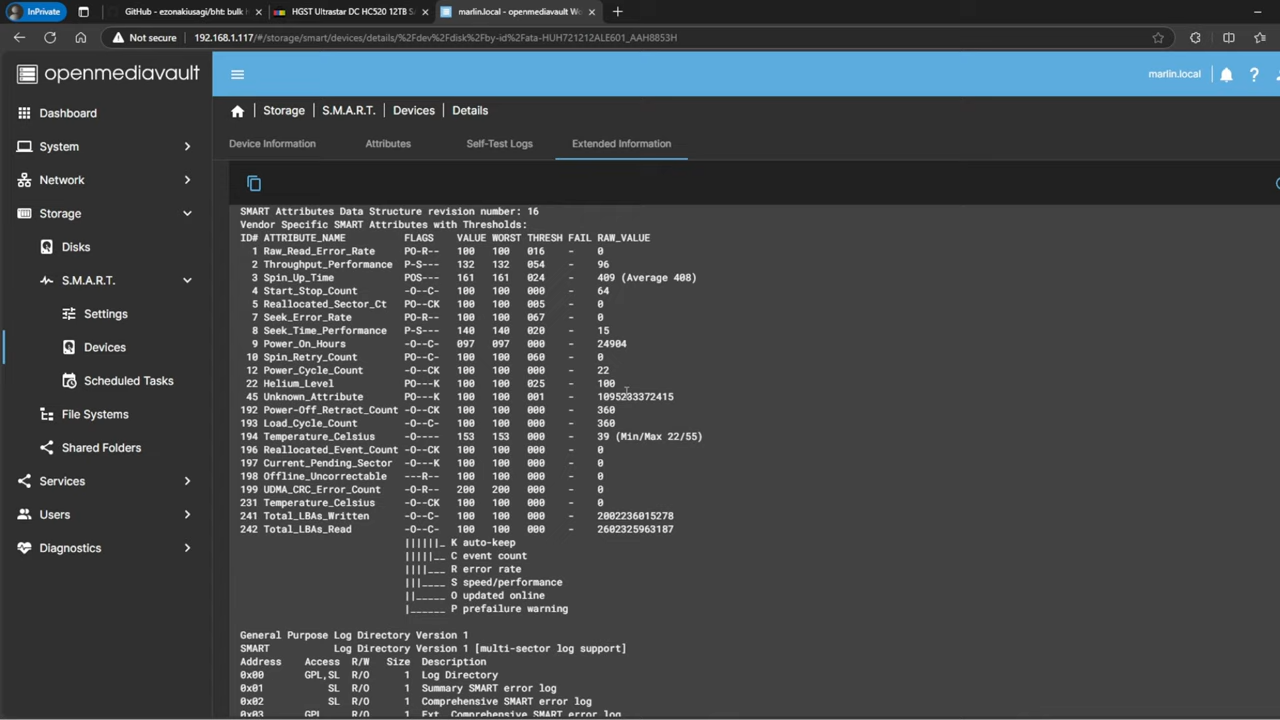 InPrivate
GitHub - ezonakiusagi/bht: bulk h
HGST Ultrastar DC HC520 12TB SA
marlin.local - openmediavault Wo
Not secure
192.168.1.117/#/storage/smart/devices/details/%2Fdev%2Fdisk%2Fby-id%2Fata-HUH721212ALE601_AAH8853H
openmediavault
marlin.local
Dashboard
System
Network
Storage
Disks
S.M.A.R.T.
Settings
Devices
Scheduled Tasks
File Systems
Shared Folders
Services
Users
Diagnostics
Storage | S.M.A.R.T. | Devices | Details
Device Information Attributes Self-Test Logs Extended Information
SMART Attributes Data Structure revision number: 16
Vendor Specific SMART Attributes with Thresholds:
ID# ATTRIBUTE_NAME FLAGS VALUE WORST THRESH FAIL RAW_VALUE
1 Raw_Read_Error_Rate PO-R-- 100 100 016 - 0
2 Throughput_Performance P-S--- 132 132 054 - 96
3 Spin_Up_Time POS--- 161 161 024 - 409 (Average 408)
4 Start_Stop_Count -O--C- 100 100 000 - 64
5 Reallocated_Sector_Ct PO--CK 100 100 005 - 0
7 Seek_Error_Rate PO-R-- 100 100 067 - 0
8 Seek_Time_Performance P-S--- 140 140 020 - 15
9 Power_On_Hours -O--C- 097 097 000 - 24904
10 Spin_Retry_Count PO--C- 100 100 060 - 0
12 Power_Cycle_Count -O--CK 100 100 000 - 22
22 Helium_Level PO---K 100 100 025 - 100
45 Unknown_Attribute PO---K 100 100 001 - 1095233372415
192 Power-Off_Retract_Count -O--CK 100 100 000 - 360
193 Load_Cycle_Count -O--C- 100 100 000 - 360
194 Temperature_Celsius -O---- 153 153 000 - 39 (Min/Max 22/55)
196 Reallocated_Event_Count -O--CK 100 100 000 - 0
197 Current_Pending_Sector -O---K 100 100 000 - 0
198 Offline_Uncorrectable ---R-- 100 100 000 - 0
199 UDMA_CRC_Error_Count -O-R-- 200 200 000 - 0
231 Temperature_Celsius -O--CK 100 100 000 - 0
241 Total_LBAs_Written -O--C- 100 100 000 - 2002236015278
242 Total_LBAs_Read -O--C- 100 100 000 - 2602325963187
||||||_ K auto-keep
|||||__ C event count
||||___ R error rate
|||____ S speed/performance
||_____ O updated online
|______ P prefailure warning
General Purpose Log Directory Version 1
SMART Log Directory Version 1 [multi-sector log support]
Address Access R/W Size Description
0x00 GPL,SL R/O 1 Log Directory
0x01 SL R/O 1 Summary SMART error log
0x02 SL R/O 1 Comprehensive SMART error log
0x03 GPL R/O 1 Ext. Comprehensive SMART error log